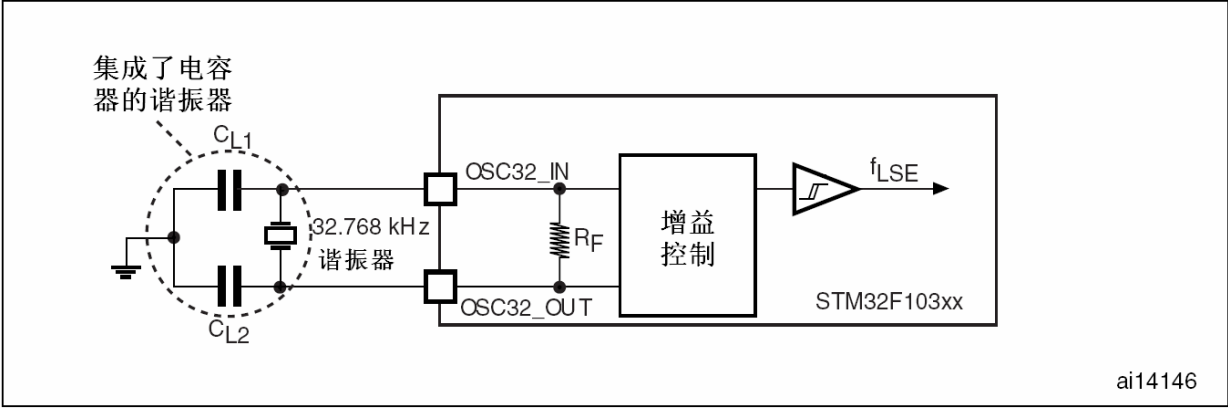 集成了电容
器的谐振器
CL1
OSC32_IN
fLSE
32.768 kHz
谐振器
RF
增益
控制
STM32F103xx
OSC32_OUT
CL2
ai14146